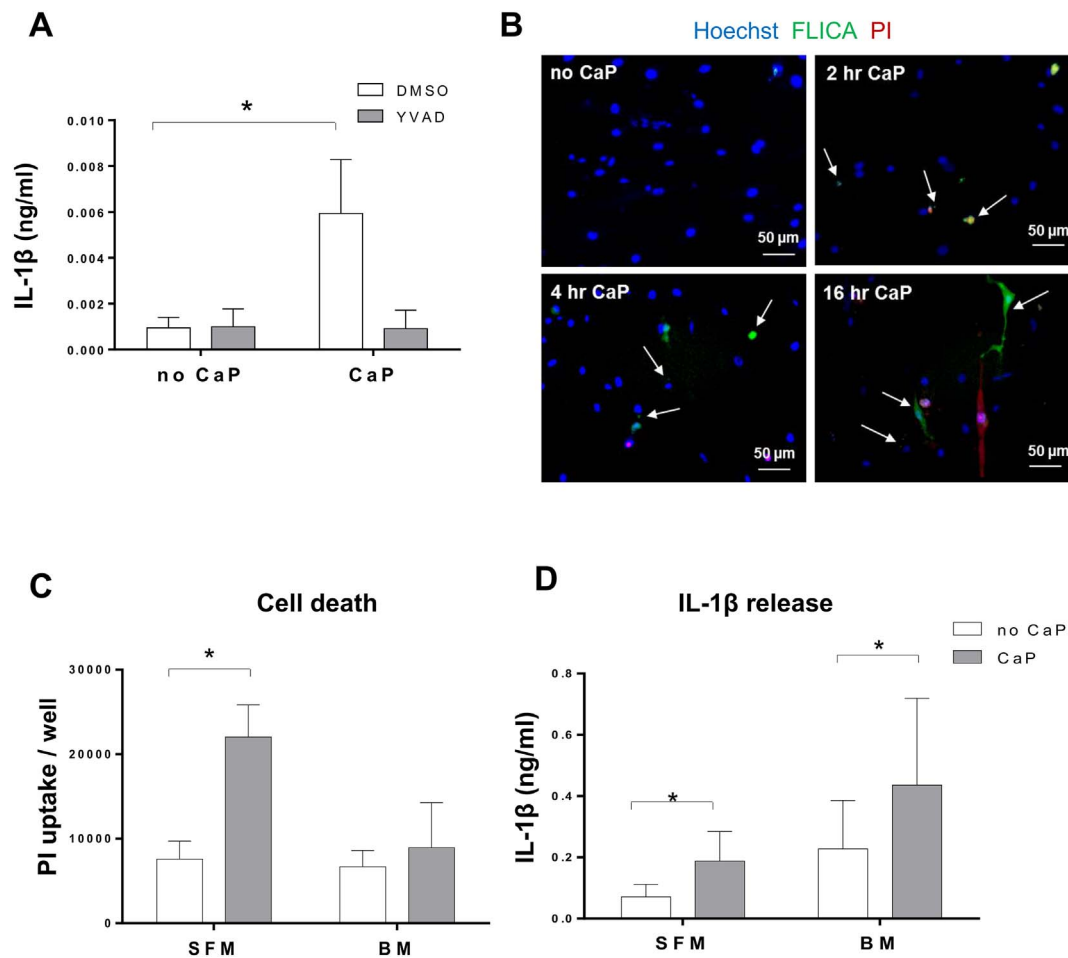 A
DMSO
YVAD
*
0.010
0.008
0.006
0.004
0.002
0.000
IL-1β (ng/ml)
no CaP
CaP
B
Hoechst FLICA PI
no CaP
50 µm
2 hr CaP
50 µm
4 hr CaP
50 µm
16 hr CaP
50 µm
C
Cell death
*
30000
20000
10000
0
PI uptake / well
SFM
BM
D
IL-1β release
no CaP
CaP
*
*
0.8
0.6
0.4
0.2
0.0
IL-1β (ng/ml)
SFM
BM